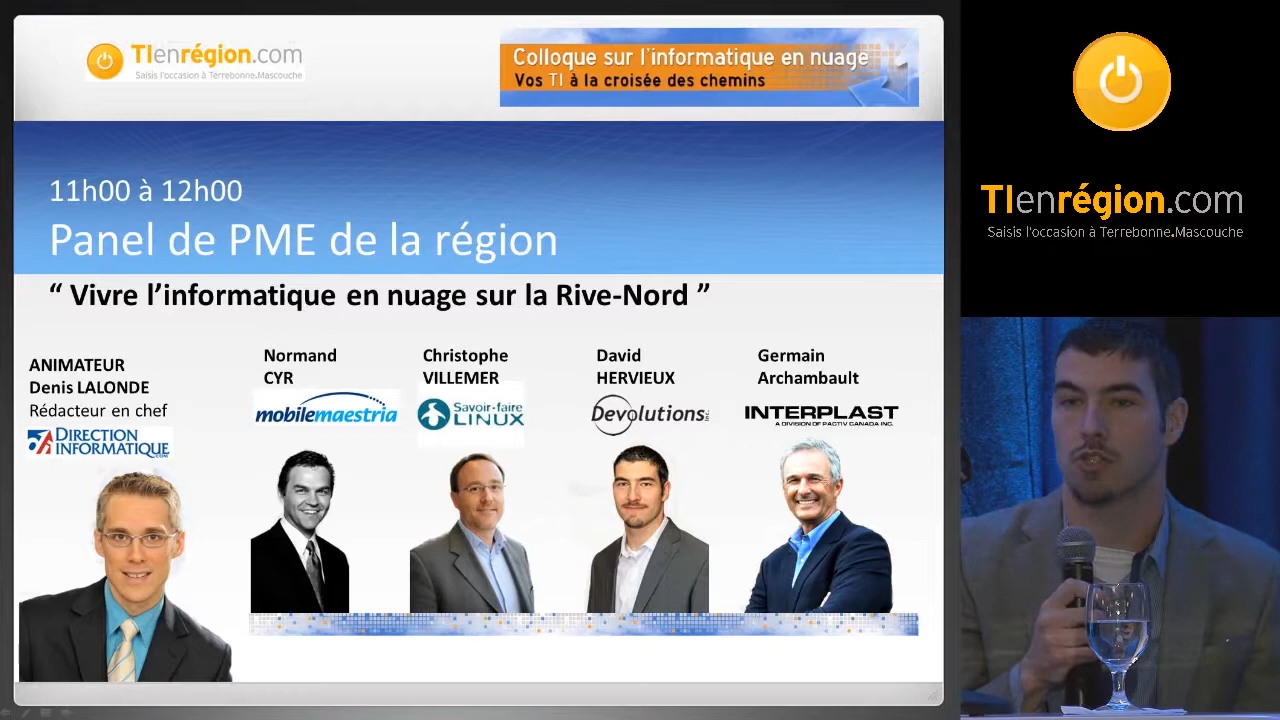 TIenrégion.com
Saisis l'occasion à Terrebonne.Mascouche
Colloque sur l'informatique en nuage
Vos TI à la croisée des chemins
11h00 à 12h00
Panel de PME de la région
“ Vivre l’informatique en nuage sur la Rive-Nord ”
ANIMATEUR
Denis LALONDE
Rédacteur en chef
DIRECTION
INFORMATIQUE
.COM
Normand
CYR
mobilemaestria
Christophe
VILLEMER
Savoir-faire
LINUX
David
HERVIEUX
Devolutions inc.
Germain
Archambault
INTERPLAST
A DIVISION OF PACTIV CANADA INC.
TIenrégion.com
Saisis l'occasion à Terrebonne.Mascouche